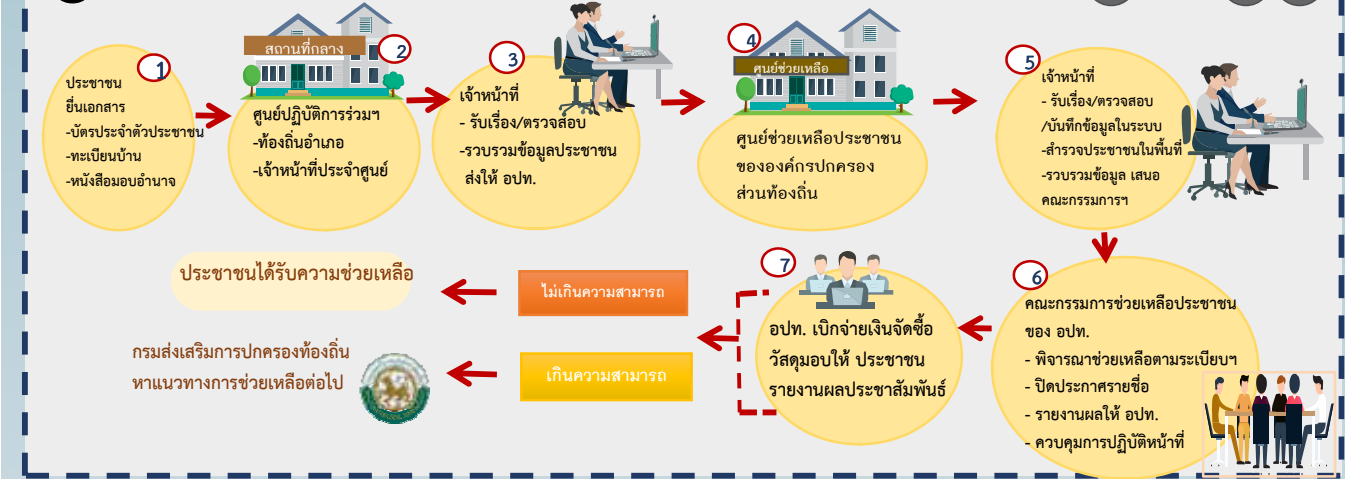 1
ประชาชน
ยื่นเอกสาร
-บัตรประจำตัวประชาชน
-ทะเบียนบ้าน
-หนังสือมอบอำนาจ
สถานที่กลาง
2
ศูนย์ปฏิบัติการร่วมฯ
-ท้องถิ่นอำเภอ
-เจ้าหน้าที่ประจำศูนย์
3
เจ้าหน้าที่
- รับเรื่อง/ตรวจสอบ
-รวบรวมข้อมูลประชาชน
ส่งให้ อปท.
4
ศูนย์ช่วยเหลือ
ศูนย์ช่วยเหลือประชาชน
ขององค์กรปกครอง
ส่วนท้องถิ่น
5
เจ้าหน้าที่
- รับเรื่อง/ตรวจสอบ
/บันทึกข้อมูลในระบบ
-สำรวจประชาชนในพื้นที่
-รวบรวมข้อมูล เสนอ
คณะกรรมการฯ
6
คณะกรรมการช่วยเหลือประชาชน
ของ อปท.
- พิจารณาช่วยเหลือตามระเบียบฯ
- ปิดประกาศรายชื่อ
- รายงานผลให้ อปท.
- ควบคุมการปฏิบัติหน้าที่
7
อปท. เบิกจ่ายเงินจัดซื้อ
วัสดุมอบให้ ประชาชน
รายงานผลประชาสัมพันธ์
ไม่เกินความสามารถ
ประชาชนได้รับความช่วยเหลือ
เกินความสามารถ
กรมส่งเสริมการปกครองท้องถิ่น
หาแนวทางการช่วยเหลือต่อไป